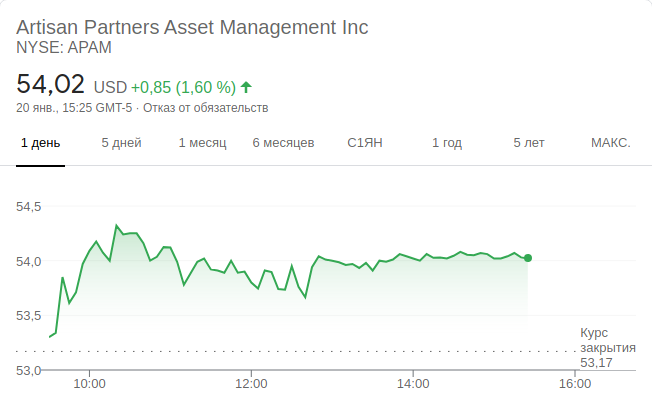 Artisan Partners Asset Management Inc
NYSE: APAM
54,02 USD +0,85 (1,60 %)
20 янв., 15:25 GMT-5 · Отказ от обязательств
1 день 5 дней 1 месяц 6 месяцев С1ЯН 1 год 5 лет МАКС.
54,5
54,0
53,5
Курс
закрытия
53,17
53,0
10:00 12:00 14:00 16:00